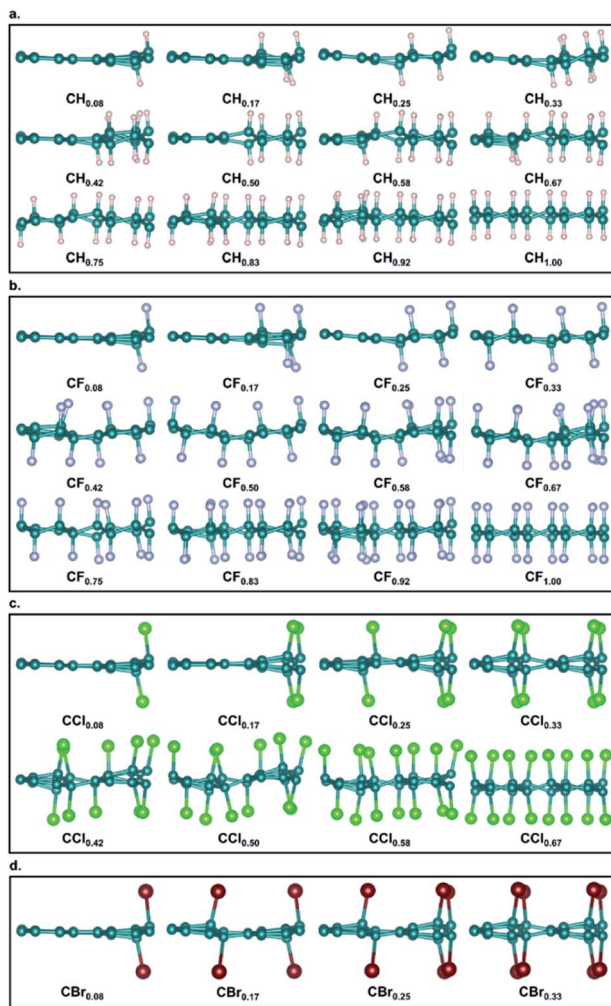 a.
CH0.08 CH0.17 CH0.25 CH0.33
CH0.42 CH0.50 CH0.58 CH0.67
CH0.75 CH0.83 CH0.92 CH1.00
b.
CF0.08 CF0.17 CF0.25 CF0.33
CF0.42 CF0.50 CF0.58 CF0.67
CF0.75 CF0.83 CF0.92 CF1.00
c.
CCl0.08 CCl0.17 CCl0.25 CCl0.33
CCl0.42 CCl0.50 CCl0.58 CCl0.67
d.
CBr0.08 CBr0.17 CBr0.25 CBr0.33